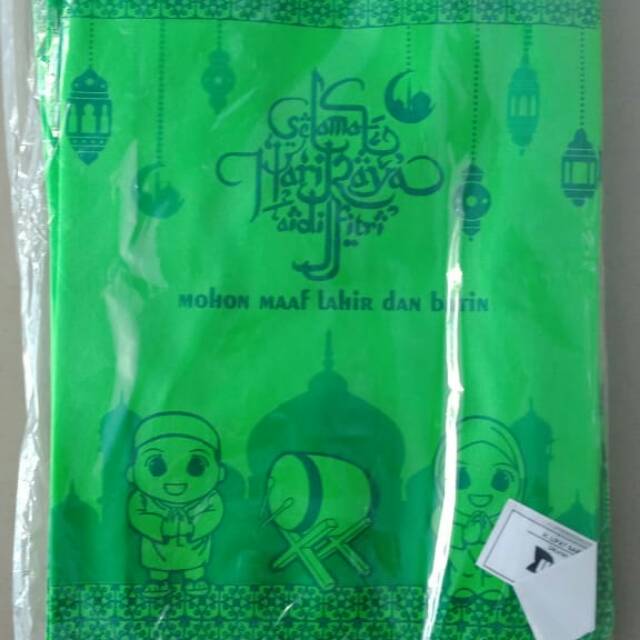 Selamat
Hari Raya
Aidil Fitri
MOHON MAAF LAHIR DAN BATIN